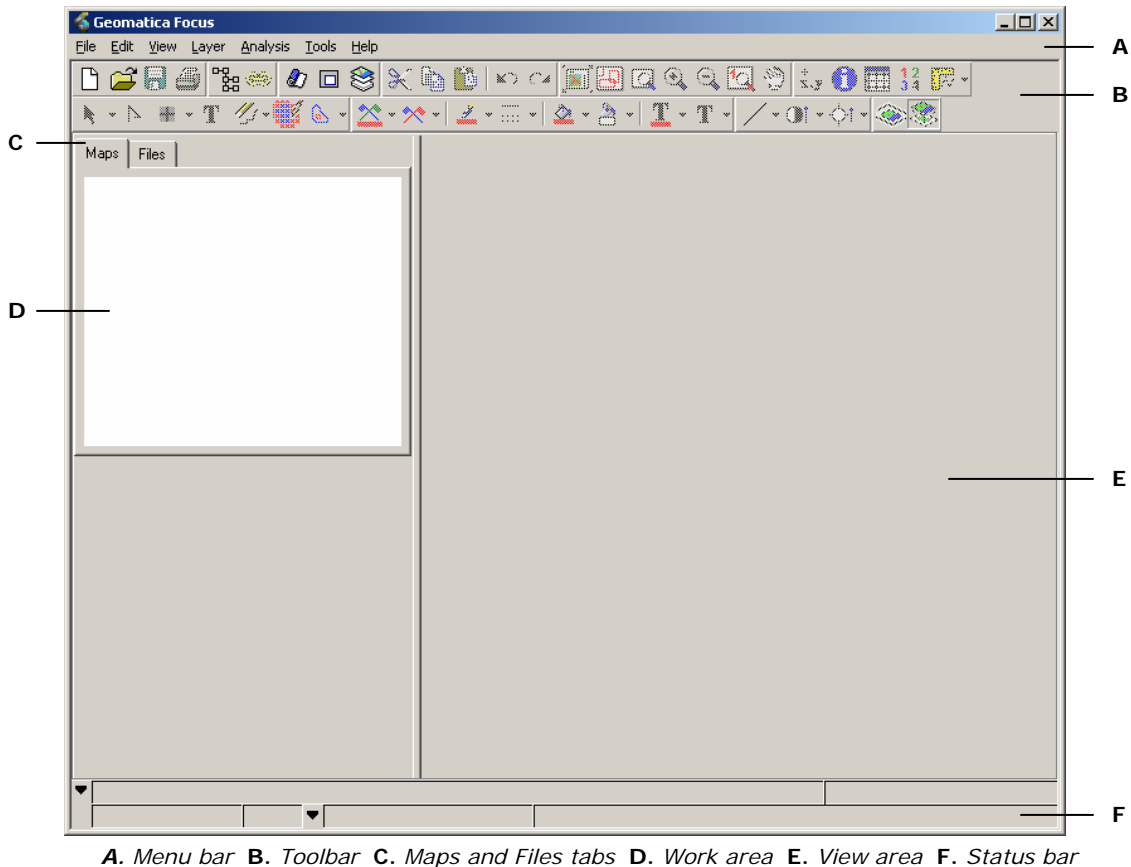 Geomatica Focus
File Edit View Layer Analysis Tools Help
A
B
C
Maps Files
D
E
F
A. Menu bar B. Toolbar C. Maps and Files tabs D. Work area E. View area F. Status bar